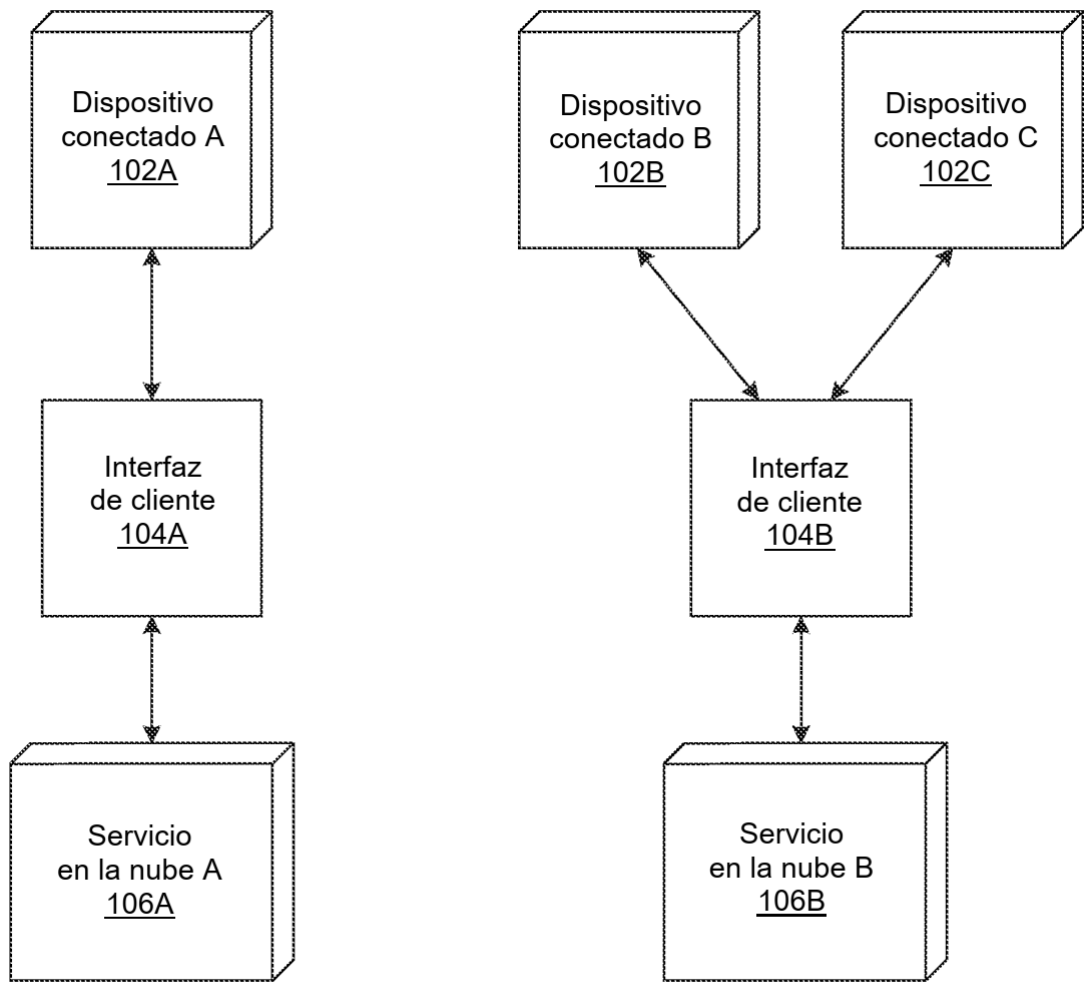 Dispositivo
conectado A
102A
Dispositivo
conectado B
102B
Dispositivo
conectado C
102C
Interfaz
de cliente
104A
Interfaz
de cliente
104B
Servicio
en la nube A
106A
Servicio
en la nube B
106B